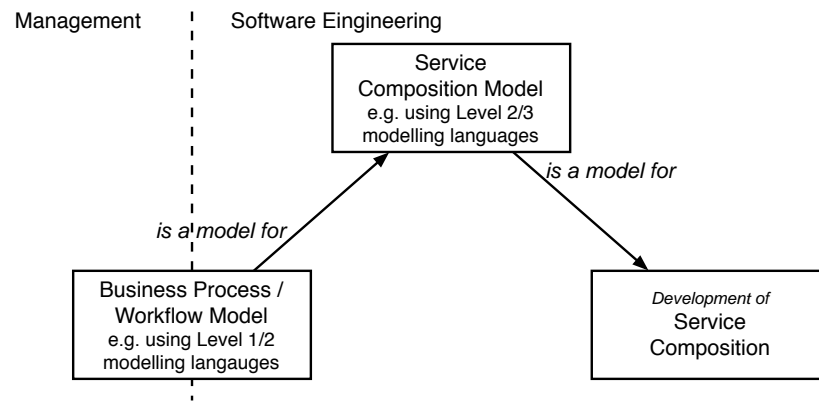 Management
Software Eingineering
Service
Composition Model
e.g. using Level 2/3
modelling languages
is a model for
is a model for
Business Process /
Workflow Model
e.g. using Level 1/2
modelling langauges
Development of
Service
Composition